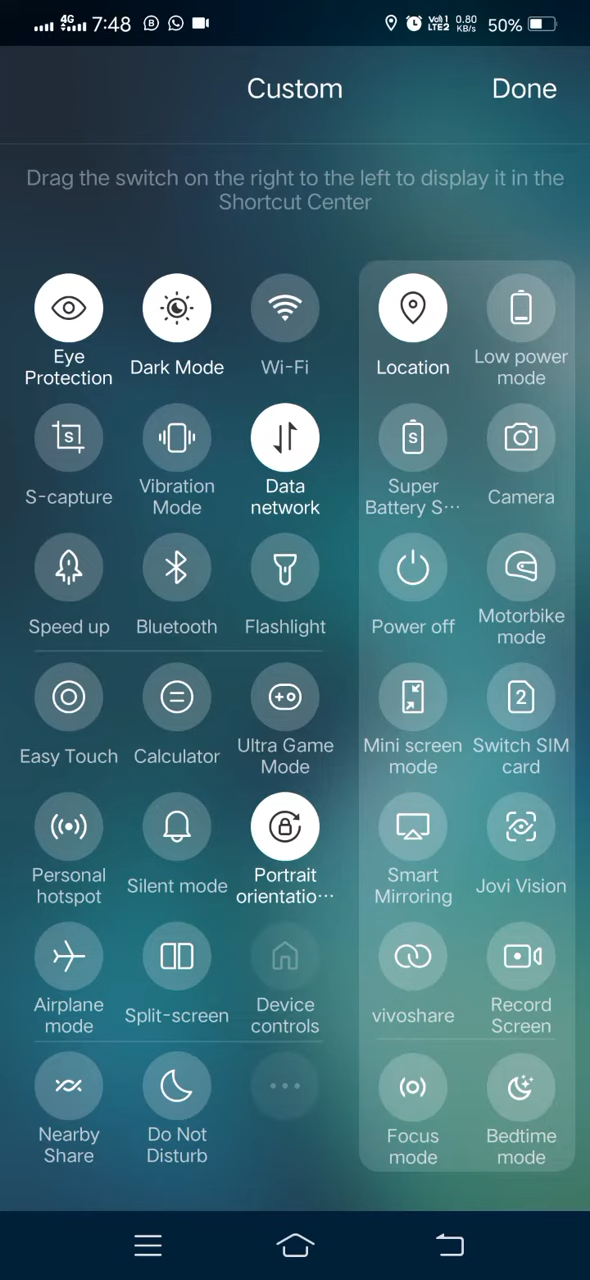 4G 7:48 B Vol) 1 LTE2 0.80 KB/s 50%
Custom Done
Drag the switch on the right to the left to display it in the
Shortcut Center
Eye Protection
Dark Mode
Wi-Fi
Location
Low power mode
S
S-capture
Vibration Mode
Data network
S
Super Battery S···
Camera
Speed up
Bluetooth
Flashlight
Power off
Motorbike mode
Easy Touch
Calculator
Ultra Game Mode
Mini screen mode
2
Switch SIM card
Personal hotspot
Silent mode
Portrait orientatio···
Smart Mirroring
Jovi Vision
Airplane mode
Split-screen
Device controls
vivoshare
Record Screen
Nearby Share
Do Not Disturb
Focus mode
Bedtime mode